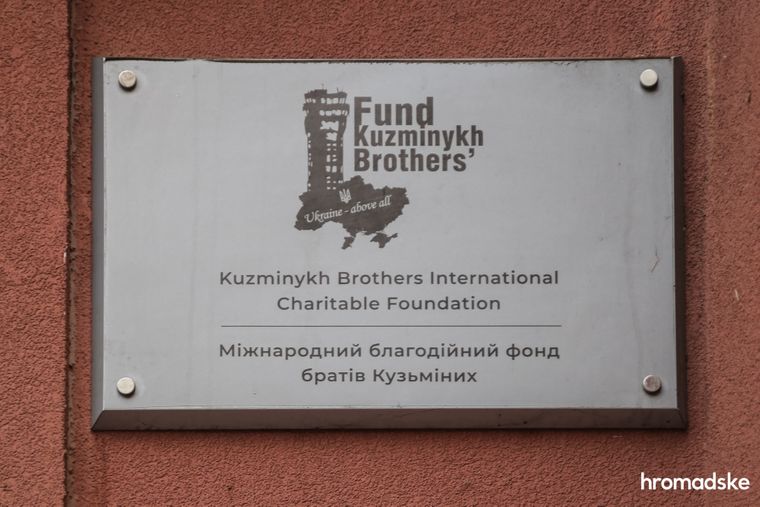 Fund
Kuzminykh
Brothers'
Ukraine - above all
Kuzminykh Brothers International
Charitable Foundation
Міжнародний благодійний фонд
братів Кузьміних
hromadske